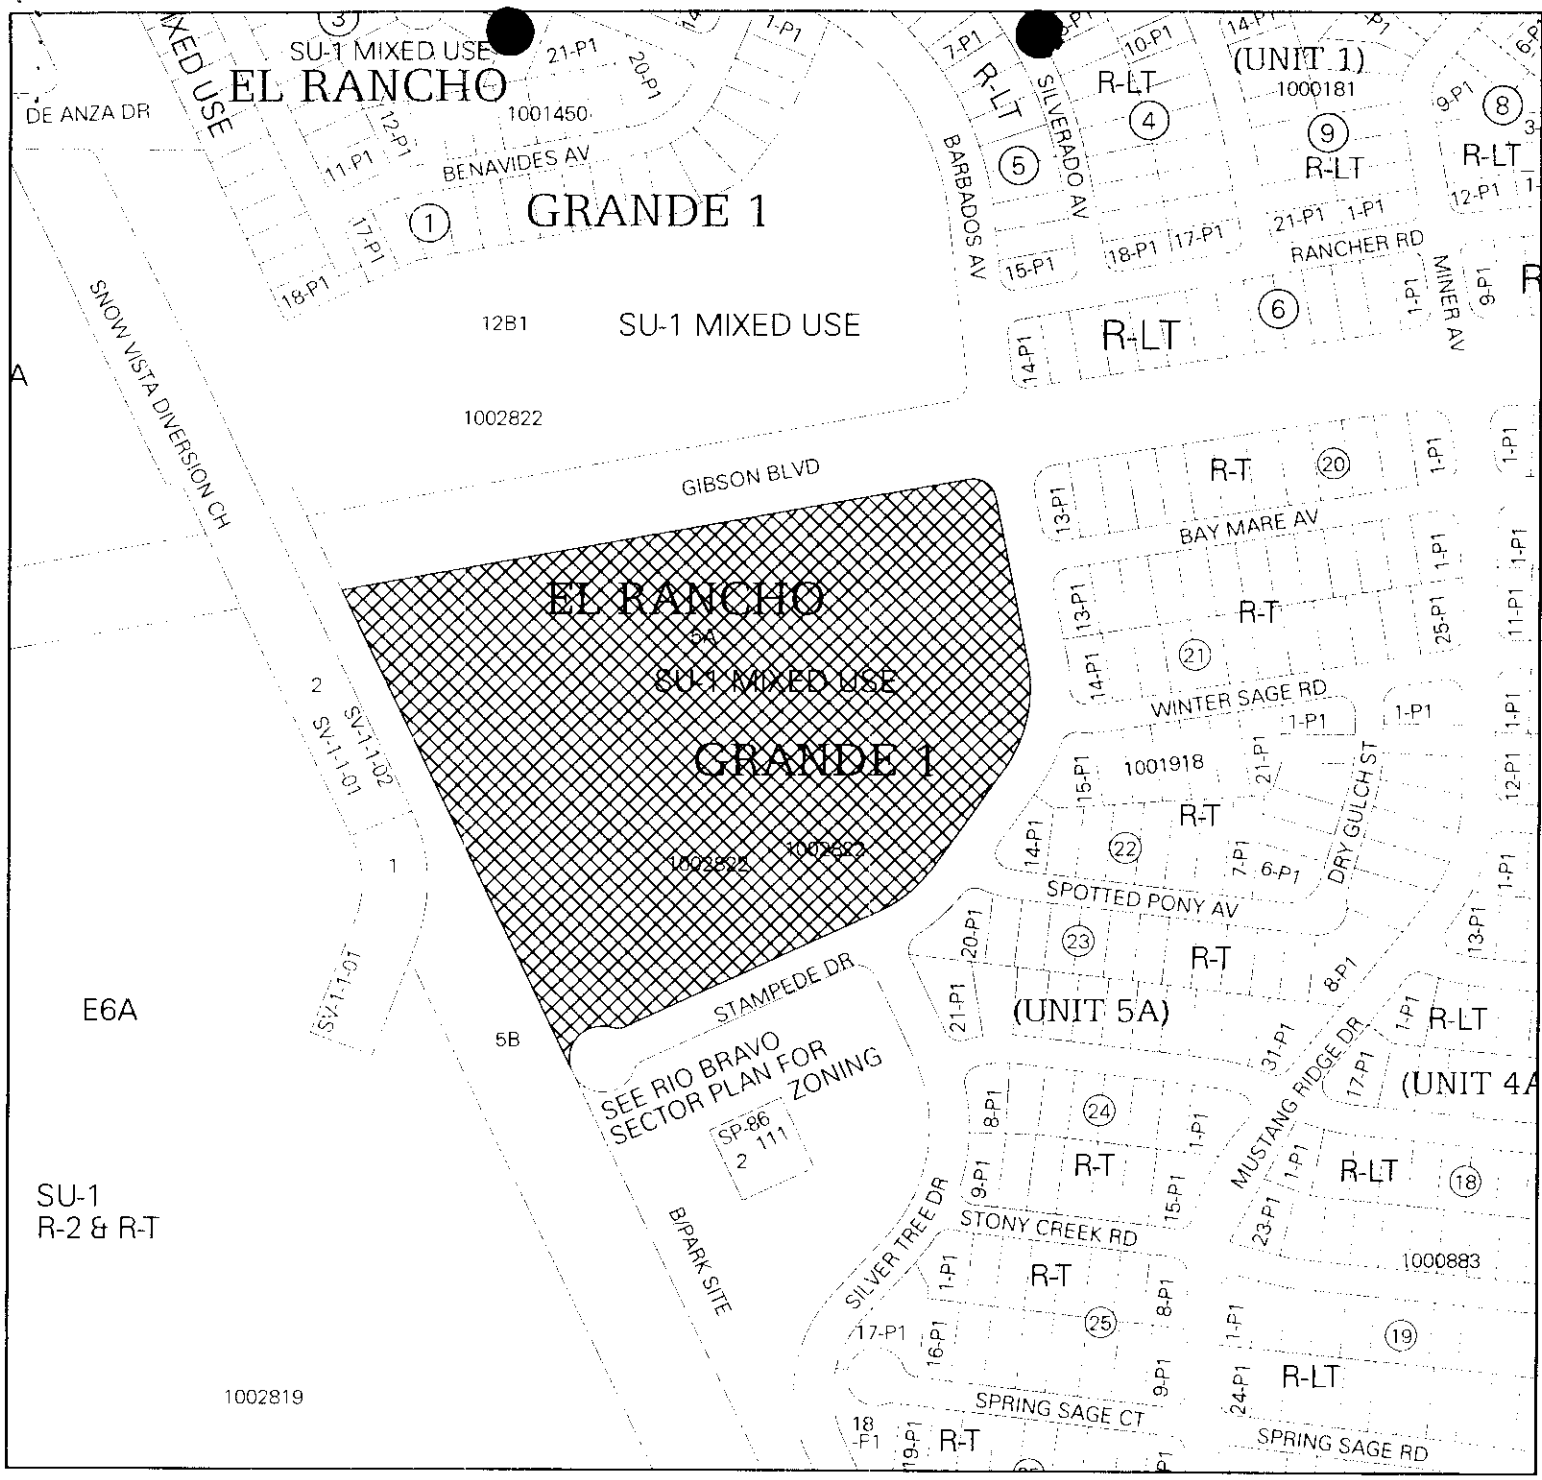 3
SU-1 MIXED USE
EL RANCHO
MIXED USE
DE ANZA DR
21-P1
20-P1
1-P1
14
1001450
12-P1
11-P1
BENAVIDES AV
17-P1
1
GRANDE 1
18-P1
7-P1
R-LT
SILVERADO AV
5
BARBADOS AV
15-P1
10-P1
R-LT
4
18-P1
17-P1
14-P1
(UNIT 1)
1000181
9
R-LT
21-P1
1-P1
RANCHER RD
-P1
6-P1
9-P1
8
3-
R-LT
12-P1
1-
MINER AV
9-P1
R
SNOW VISTA DIVERSION CH
12B1
SU-1 MIXED USE
14-P1
R-LT
6
1-P1
A
1002822
GIBSON BLVD
13-P1
R-T
20
1-P1
1-P1
BAY MARE AV
EL RANCHO
5A
SU-1 MIXED USE
GRANDE 1
1002822
1002822
13-P1
14-P1
R-T
21
1-P1
25-P1
1-P1
11-P1
WINTER SAGE RD
2
SV-1-1-02
SV-1-1-01
1
SV-1-1-01
1-P1
1-P1
1-P1
12-P1
15-P1
1001918
21-P1
R-T
14-P1
22
7-P1
6-P1
DRY GULCH ST
1-P1
SPOTTED PONY AV
20-P1
23
R-T
8-P1
13-P1
STAMPEDE DR
21-P1
(UNIT 5A)
31-P1
1-P1
R-LT
E6A
5B
SEE RIO BRAVO
SECTOR PLAN FOR
ZONING
SP-86
2 111
MUSTANG RIDGE DR
17-P1
(UNIT 4A
8-P1
24
1-P1
R-T
9-P1
15-P1
1-P1
R-LT
18
23-P1
SU-1
R-2 & R-T
B/PARK SITE
SILVER TREE DR
STONY CREEK RD
1000883
1-P1
R-T
8-P1
25
17-P1
16-P1
9-P1
1-P1
19
24-P1
R-LT
1002819
SPRING SAGE CT
SPRING SAGE RD
18
-P1
19-P1
R-T
P1